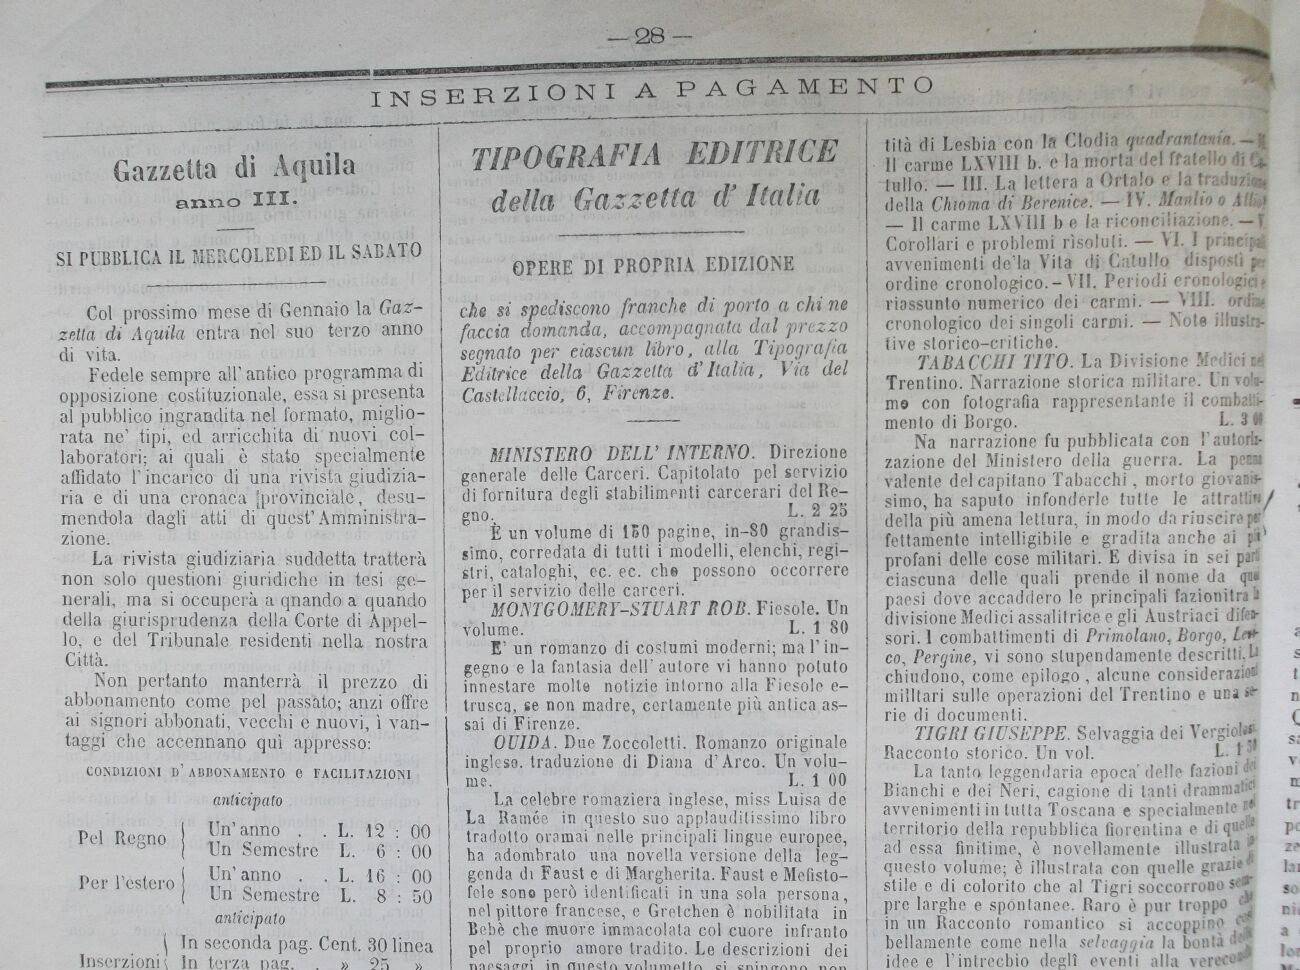 — 28 —
INSERZIONI A PAGAMENTO
Gazzetta di Aquila
anno III.
SI PUBBLICA IL MERCOLEDI ED IL SABATO
Col prossimo mese di Gennaio la Gaz-
zetta di Aquila entra nel suo terzo anno
di vita.
Fedele sempre all'antico programma di
opposizione costituzionale, essa si presenta
al pubblico ingrandita nel formato, miglio-
rata ne' tipi, ed arricchita di nuovi col-
laboratori; ai quali è stato specialmente
affidato l'incarico di una rivista giudizia-
ria e di una cronaca provinciale, desu-
mendola dagli atti di quest'Amministra-
zione.
La rivista giudiziaria suddetta tratterà
non solo questioni giuridiche in tesi ge-
nerali, ma si occuperà a qnando a quando
della giurisprudenza della Corte di Appel-
lo, e del Tribunale residenti nella nostra
Città.
Non pertanto manterrà il prezzo di
abbonamento come pel passato; anzi offre
ai signori abbonati, vecchi e nuovi, i van-
taggi che accennano qui appresso:
CONDIZIONI D'ABBONAMENTO e FACILITAZIONI
anticipato
Pel Regno { Un'anno . . L. 12 : 00
Un Semestre L. 6 : 00
Per l'estero { Un'anno . . L. 16 : 00
Un Semestre L. 8 : 50
anticipato
Inserzioni { In seconda pag. Cent. 30 linea
In terza pag. . » 25 »
TIPOGRAFIA EDITRICE
della Gazzetta d'Italia
OPERE DI PROPRIA EDIZIONE
che si spediscono franche di porto a chi ne
faccia domanda, accompagnata dal prezzo
segnato per ciascun libro, alla Tipografia
Editrice della Gazzetta d'Italia, Via del
Castellaccio, 6, Firenze.
MINISTERO DELL'INTERNO. Direzione
generale delle Carceri. Capitolato pel servizio
di fornitura degli stabilimenti carcerari del Re-
gno. L. 2 25
È un volume di 150 pagine, in-80 grandis-
simo, corredata di tutti i modelli, elenchi, regi-
stri, cataloghi, ec. ec. che possono occorrere
per il servizio delle carceri.
MONTGOMERY-STUART ROB. Fiesole. Un
volume. L. 1 80
E' un romanzo di costumi moderni; ma l'in-
gegno e la fantasia dell'autore vi hanno potuto
innestare molte notizie intorno alla Fiesole e-
trusca, se non madre, certamente più antica as-
sai di Firenze.
OUIDA. Due Zoccoletti. Romanzo originale
inglese. traduzione di Diana d'Arco. Un volu-
me. L. 1 00
La celebre romaziera inglese, miss Luisa de
La Ramée in questo suo applauditissimo libro
tradotto oramai nelle principali lingue europee,
ha adombrato una novella versione della leg-
genda di Faust e di Margherita. Faust e Mefisto-
fele sono però identificati in una sola persona,
nel pittore francese, e Gretchen è nobilitata in
Bebè che muore immacolata col cuore infranto
pel proprio amore tradito. Le descrizioni dei
paesaggi in questo volumetto si spingono non
tità di Lesbia con la Clodia quadrantania. —
Il carme LXVIII b. e la morta del fratello di
tullo. — III. La lettera a Ortalo e la traduzione
della Chioma di Berenice. — IV. Manlio o
— Il carme LXVIII b e la riconciliazione. — V
Corollari e problemi risoluti. — VI. I principali
avvenimenti de'la Vita di Catullo disposti per
ordine cronologico. - VII. Periodi cronologici e
riassunto numerico dei carmi. — VIII. ordine
cronologico dei singoli carmi. — Note illustra-
tive storico-critiche.
TABACCHI TITO. La Divisione Medici nel
Trentino. Narrazione storica militare. Un volu-
me con fotografia rappresentante il combatti-
mento di Borgo. L. 3 00
Na narrazione fu pubblicata con l'autoriz-
zazione del Ministero della guerra. La penna
valente del capitano Tabacchi, morto giovanis-
simo, ha saputo infonderle tutte le attrattive
della più amena lettura, in modo da riuscire per
fettamente intelligibile e gradita anche ai più
profani delle cose militari. E divisa in sei parti
ciascuna delle quali prende il nome da quei
paesi dove accaddero le principali fazioni tra la
divisione Medici assalitrice e gli Austriaci difen-
sori. I combattimenti di Primolano, Borgo, Lev-
co, Pergine, vi sono stupendamente descritti. La
chiudono, come epilogo, alcune considerazioni
militari sulle operazioni del Trentino e una se-
rie di documenti.
TIGRI GIUSEPPE. Selvaggia dei Vergiolesi.
Racconto storico. Un vol. L. 1
La tanto leggendaria epoca delle fazioni dei
Bianchi e dei Neri, cagione di tanti drammatici
avvenimenti in tutta Toscana e specialmente nel
territorio della repubblica fiorentina e di quelle
ad essa finitime, è novellamente illustrata in
questo volume; è illustrata con quelle grazie di
stile e di colorito che al Tigri soccorrono sem-
pre larghe e spontanee. Raro è pur troppo che
in un Racconto romantico si accoppino così
bellamente come nella selvaggia la bontà delle
idee e l'intrecbio degli eventi alla verecondia